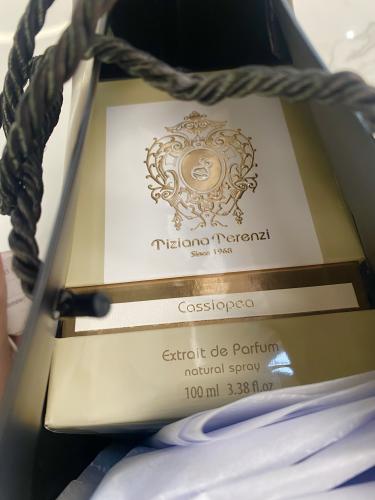 Tiziana Terenzi
Since 1968
Cassiopea
Extrait de Parfum
natural spray
100 ml 3.38 fl.oz